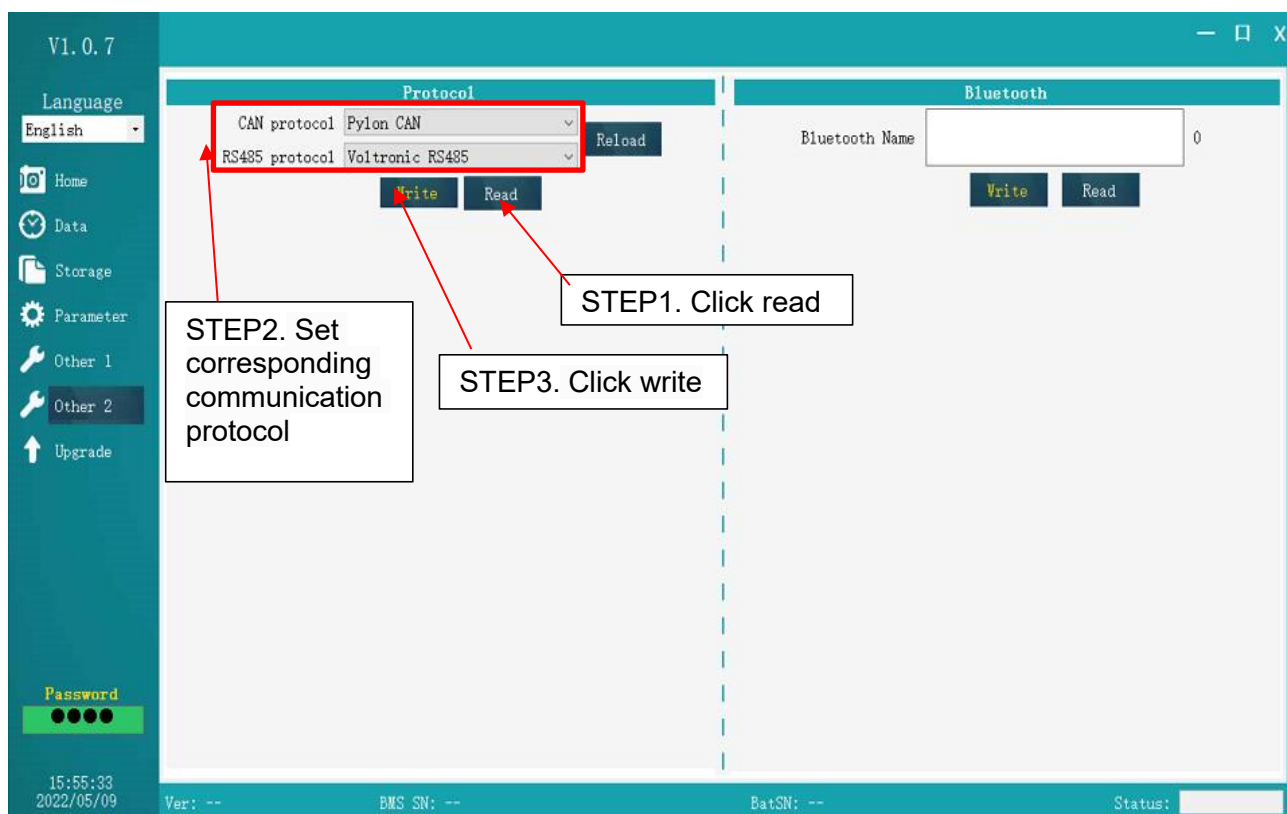 V1.0.7
— 口 X
Language
English
Home
Data
Storage
Parameter
Other 1
Other 2
Upgrade
Password
●●●●
15:55:33
2022/05/09
Protocol
CAN protocol Pylon CAN
RS485 protocol Voltronic RS485
Reload
Write Read
STEP1. Click read
STEP2. Set
corresponding
communication
protocol
STEP3. Click write
Bluetooth
Bluetooth Name 0
Write Read
Ver: -- BMS SN: -- BatSN: -- Status: